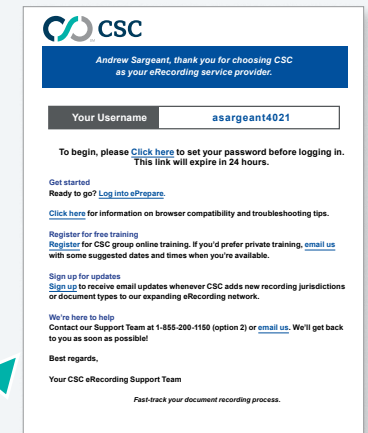 CSC
Andrew Sargeant, thank you for choosing CSC
as your eRecording service provider.
Your Username asargeant4021
To begin, please Click here to set your password before logging in.
This link will expire in 24 hours.
Get started
Ready to go? Log into ePrepare.
Click here for information on browser compatibility and troubleshooting tips.
Register for free training
Register for CSC group online training. If you'd prefer private training, email us
with some suggested dates and times when you're available.
Sign up for updates
Sign up to receive email updates whenever CSC adds new recording jurisdictions
or document types to our expanding eRecording network.
We're here to help
Contact our Support Team at 1-855-200-1150 (option 2) or email us. We'll get back
to you as soon as possible!
Best regards,
Your CSC eRecording Support Team
Fast-track your document recording process.